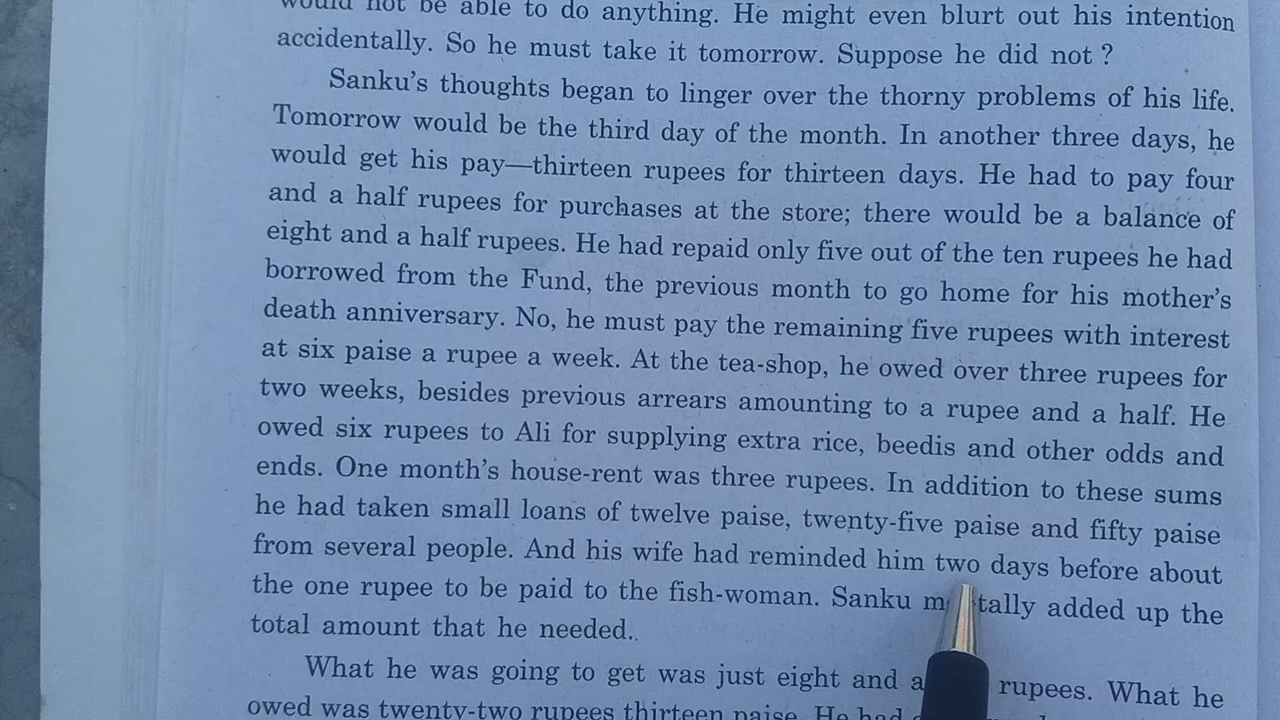 would not be able to do anything. He might even blurt out his intention
accidentally. So he must take it tomorrow. Suppose he did not ?
Sanku's thoughts began to linger over the thorny problems of his life.
Tomorrow would be the third day of the month. In another three days, he
would get his pay—thirteen rupees for thirteen days. He had to pay four
and a half rupees for purchases at the store; there would be a balance of
eight and a half rupees. He had repaid only five out of the ten rupees he had
borrowed from the Fund, the previous month to go home for his mother's
death anniversary. No, he must pay the remaining five rupees with interest
at six paise a rupee a week. At the tea-shop, he owed over three rupees for
two weeks, besides previous arrears amounting to a rupee and a half. He
owed six rupees to Ali for supplying extra rice, beedis and other odds and
ends. One month's house-rent was three rupees. In addition to these sums
he had taken small loans of twelve paise, twenty-five paise and fifty paise
from several people. And his wife had reminded him two days before about
the one rupee to be paid to the fish-woman. Sanku m tally added up the
total amount that he needed..
What he was going to get was just eight and a rupees. What he
owed was twenty-two rupees thirteen paise. He had